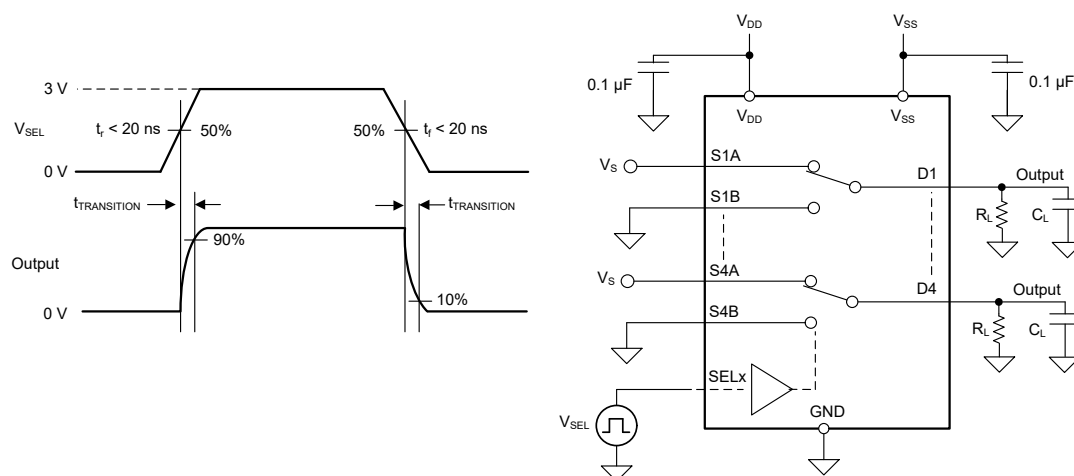 3 V
V_SEL
t_r < 20 ns
50%
50%
t_f < 20 ns
0 V
t_TRANSITION
t_TRANSITION
90%
Output
10%
0 V
V_DD
V_SS
0.1 µF
0.1 µF
V_DD
V_SS
V_S
S1A
D1
Output
S1B
R_L
C_L
V_S
S4A
D4
Output
S4B
R_L
C_L
SELx
V_SEL
GND